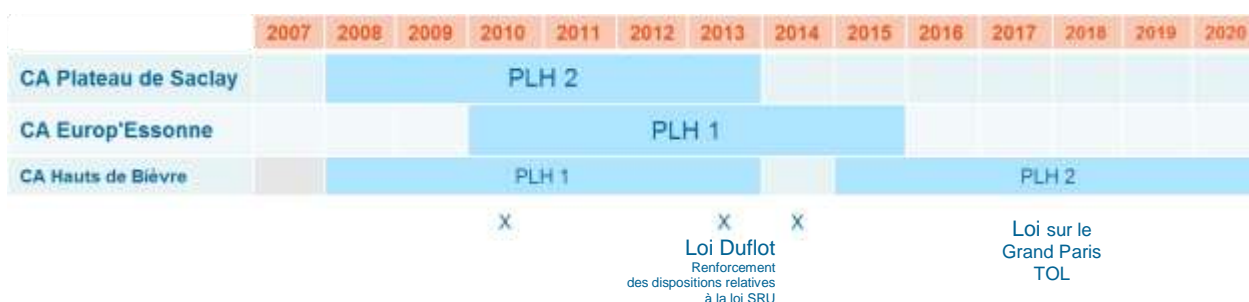 2007 2008 2009 2010 2011 2012 2013 2014 2015 2016 2017 2018 2019 2020
CA Plateau de Saclay PLH 2
CA Europ'Essonne PLH 1
CA Hauts de Bièvre PLH 1 PLH 2
X X X
Loi Duflot
Renforcement
des dispositions relatives
à la loi SRU
Loi sur le
Grand Paris
TOL